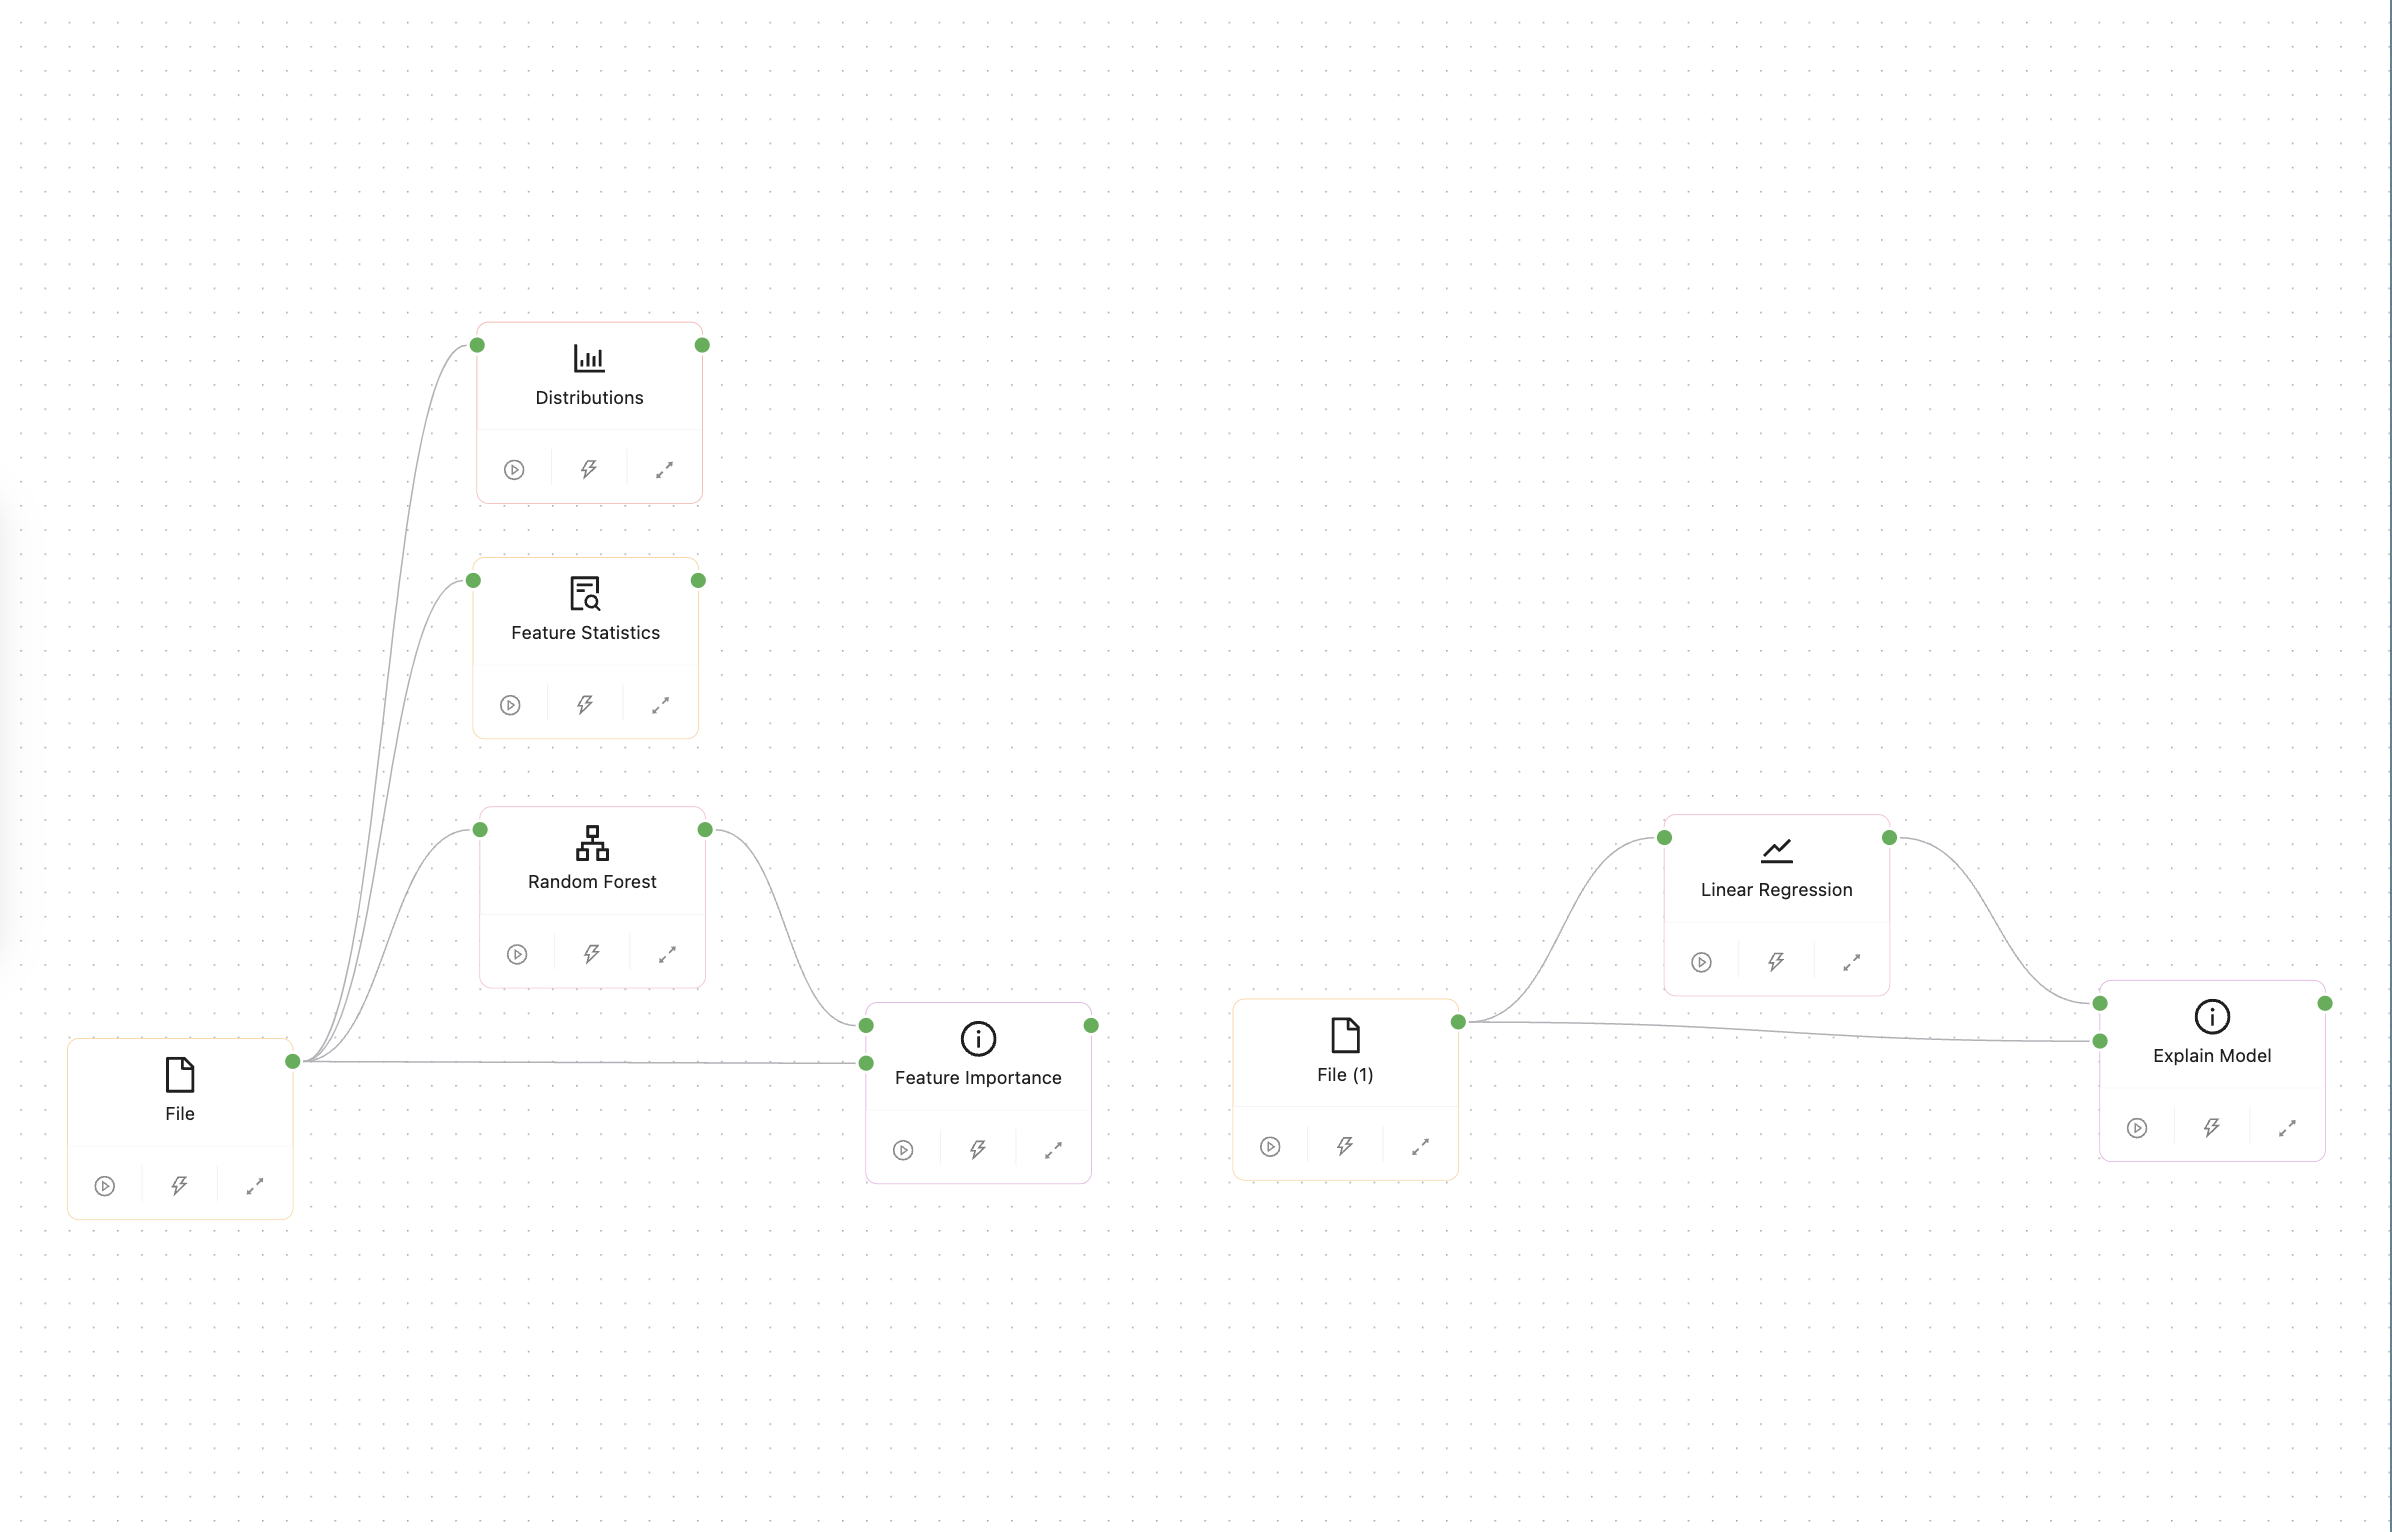 Distributions
Feature Statistics
Random Forest
Linear Regression
File
Feature Importance
File (1)
Explain Model